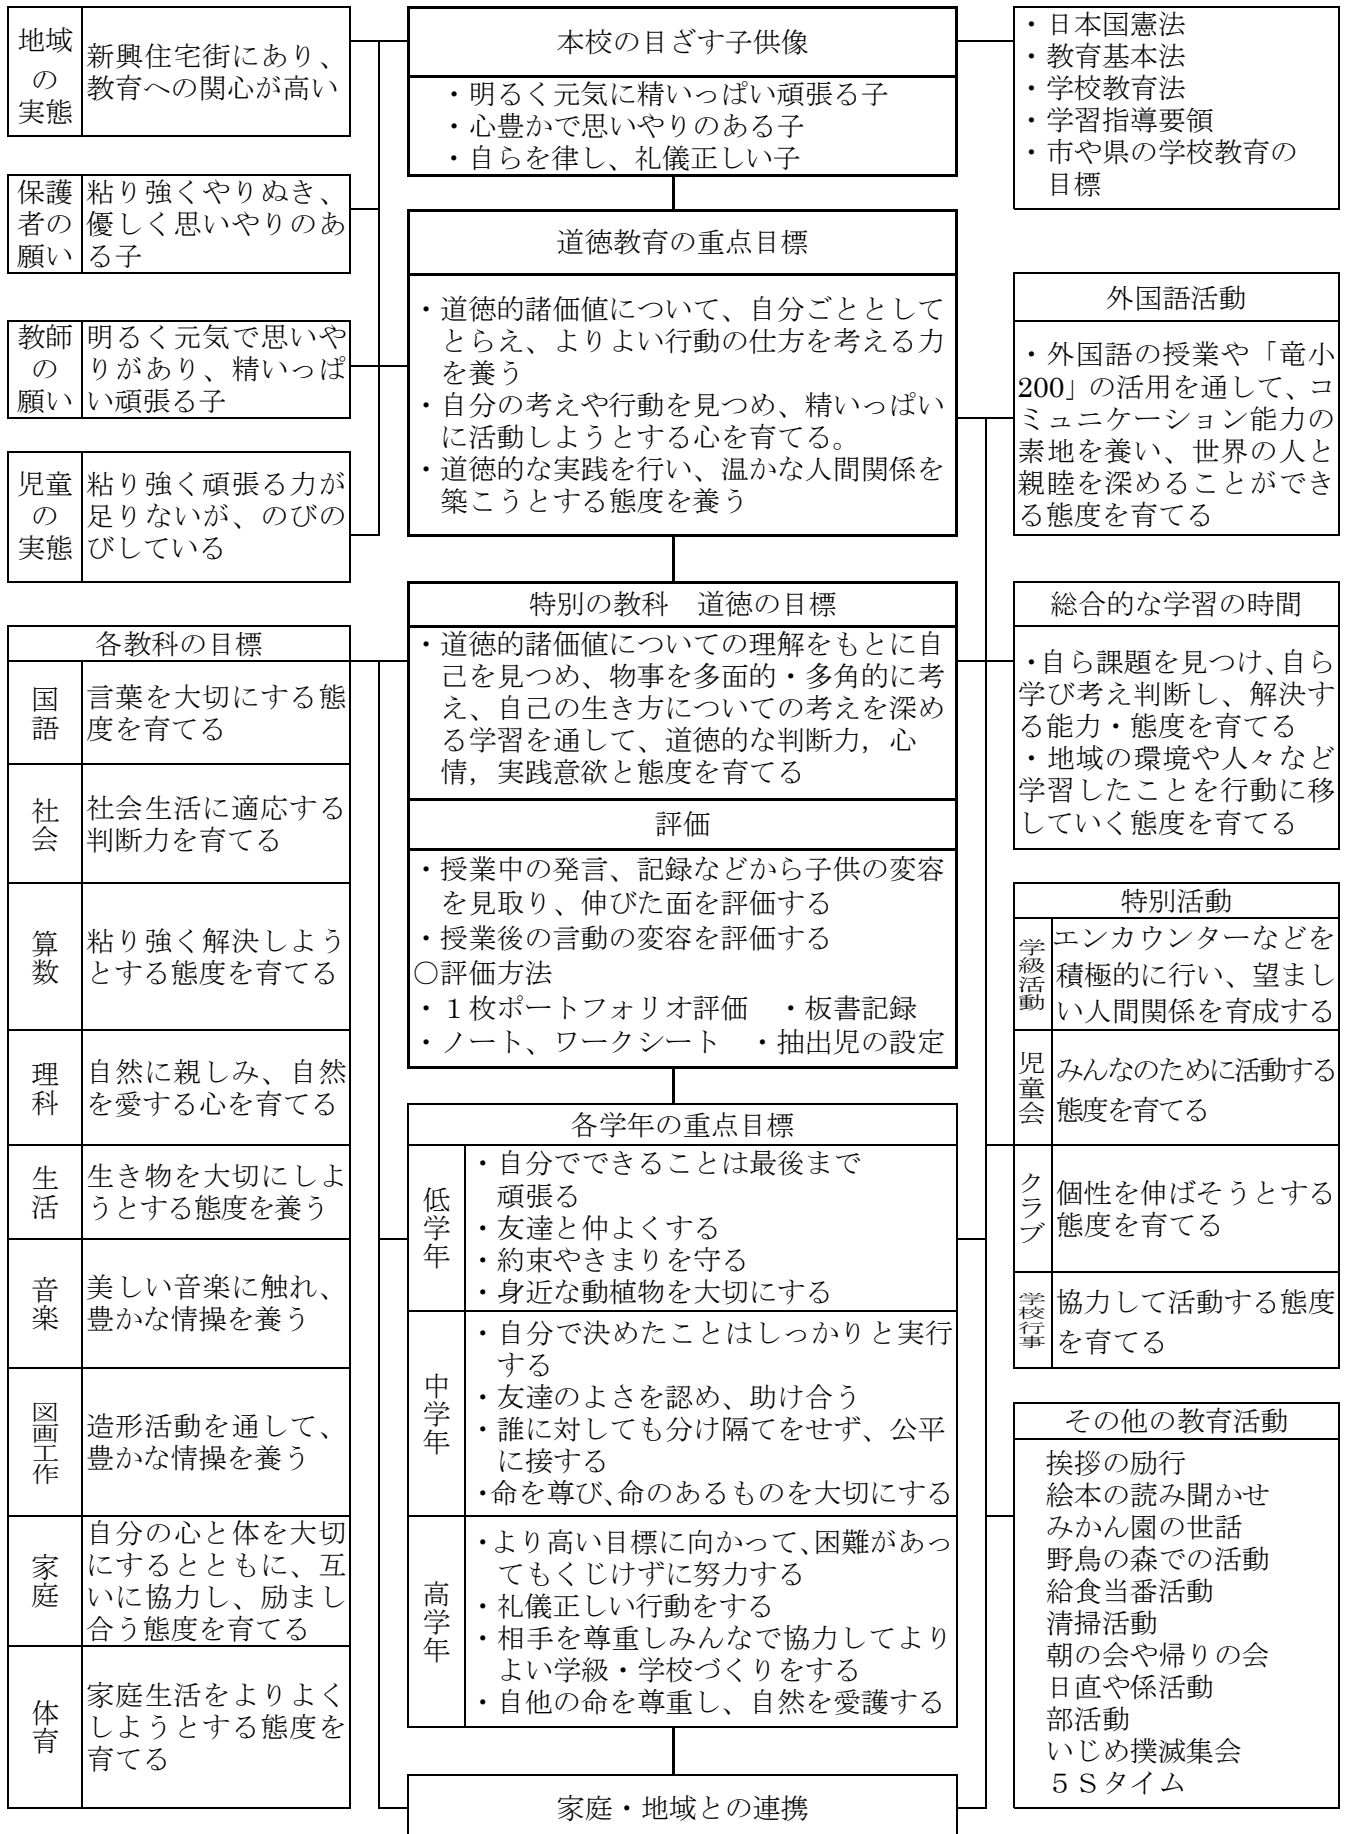 地域
の
実態
新興住宅街にあり、
教育への関心が高い
保護
者の
願い
粘り強くやりぬき、
優しく思いやりのあ
る子
教師
の
願い
明るく元気で思いや
りがあり、精いっぱ
い頑張る子
児童
の
実態
粘り強く頑張る力が
足りないが、のびの
びしている
本校の目ざす子供像
・明るく元気に精いっぱい頑張る子
・心豊かで思いやりのある子
・自らを律し、礼儀正しい子
道徳教育の重点目標
・道徳的諸価値について、自分ごととして
とらえ、よりよい行動の仕方を考える力
を養う
・自分の考えや行動を見つめ、精いっぱい
に活動しようとする心を育てる。
・道徳的な実践を行い、温かな人間関係を
築こうとする態度を養う
・日本国憲法
・教育基本法
・学校教育法
・学習指導要領
・市や県の学校教育の
目標
外国語活動
・外国語の授業や「竜小
200」の活用を通して、コ
ミュニケーション能力の
素地を養い、世界の人と
親睦を深めることができ
る態度を育てる
各教科の目標
国語
言葉を大切にする態
度を育てる
社会
社会生活に適応する
判断力を育てる
算数
粘り強く解決しよう
とする態度を育てる
理科
自然に親しみ、自然
を愛する心を育てる
生活
生き物を大切にしよ
うとする態度を養う
音楽
美しい音楽に触れ、
豊かな情操を養う
図画工作
造形活動を通して、
豊かな情操を養う
家庭
自分の心と体を大切
にするとともに、互
いに協力し、励まし
合う態度を育てる
体育
家庭生活をよりよく
しようとする態度を
育てる
特別の教科　道徳の目標
・道徳的諸価値についての理解をもとに自
己を見つめ、物事を多面的・多角的に考
え、自己の生き方についての考えを深め
る学習を通して、道徳的な判断力，心
情，実践意欲と態度を育てる
評価
・授業中の発言、記録などから子供の変容
を見取り、伸びた面を評価する
・授業後の言動の変容を評価する
○評価方法
・１枚ポートフォリオ評価　・板書記録
・ノート、ワークシート　・抽出児の設定
各学年の重点目標
低学年
・自分でできることは最後まで
頑張る
・友達と仲よくする
・約束やきまりを守る
・身近な動植物を大切にする
中学年
・自分で決めたことはしっかりと実行
する
・友達のよさを認め、助け合う
・誰に対しても分け隔てをせず、公平
に接する
・命を尊び、命のあるものを大切にする
高学年
・より高い目標に向かって、困難があっ
てもくじけずに努力する
・礼儀正しい行動をする
・相手を尊重しみんなで協力してより
よい学級・学校づくりをする
・自他の命を尊重し、自然を愛護する
家庭・地域との連携
総合的な学習の時間
・自ら課題を見つけ、自ら
学び考え判断し、解決す
る能力・態度を育てる
・地域の環境や人々など
学習したことを行動に移
していく態度を育てる
特別活動
学級活動
エンカウンターなどを
積極的に行い、望まし
い人間関係を育成する
児童会
みんなのために活動する
態度を育てる
クラブ
個性を伸ばそうとする
態度を育てる
学校行事
協力して活動する態度
を育てる
その他の教育活動
挨拶の励行
絵本の読み聞かせ
みかん園の世話
野鳥の森での活動
給食当番活動
清掃活動
朝の会や帰りの会
日直や係活動
部活動
いじめ撲滅集会
５Ｓタイム